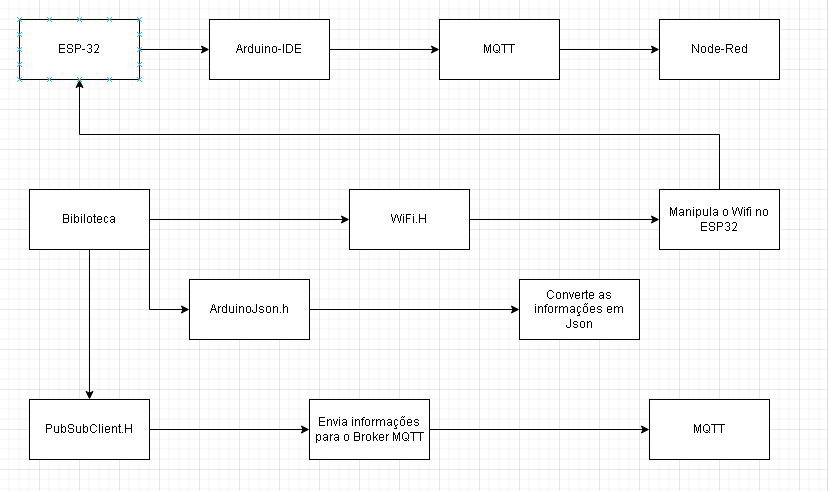 ESP-32
Arduino-IDE
MQTT
Node-Red
Bibiloteca
WiFi.H
Manipula o Wifi no
ESP32
ArduinoJson.h
Converte as
informações em
Json
PubSubClient.H
Envia informações
para o Broker MQTT
MQTT